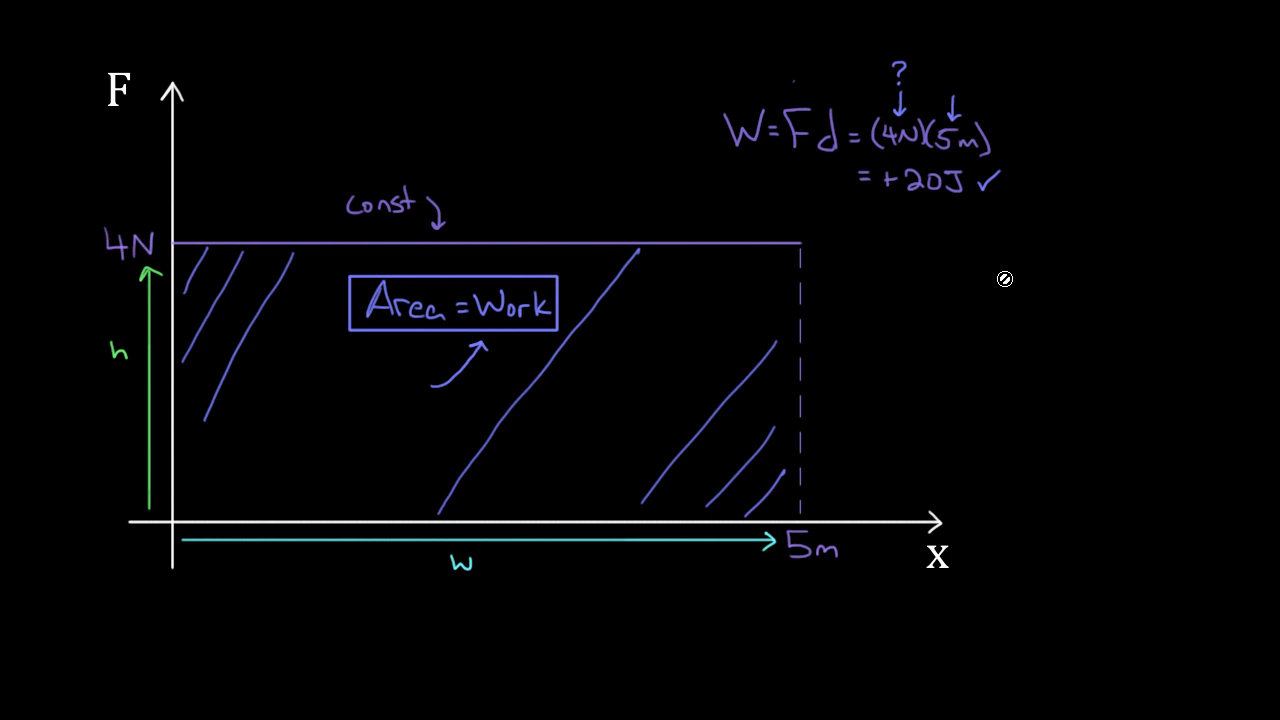 F
?
W=Fd=(4N)(5m)
=+20J ✓
const
4N
Area=Work
h
5m
w
x